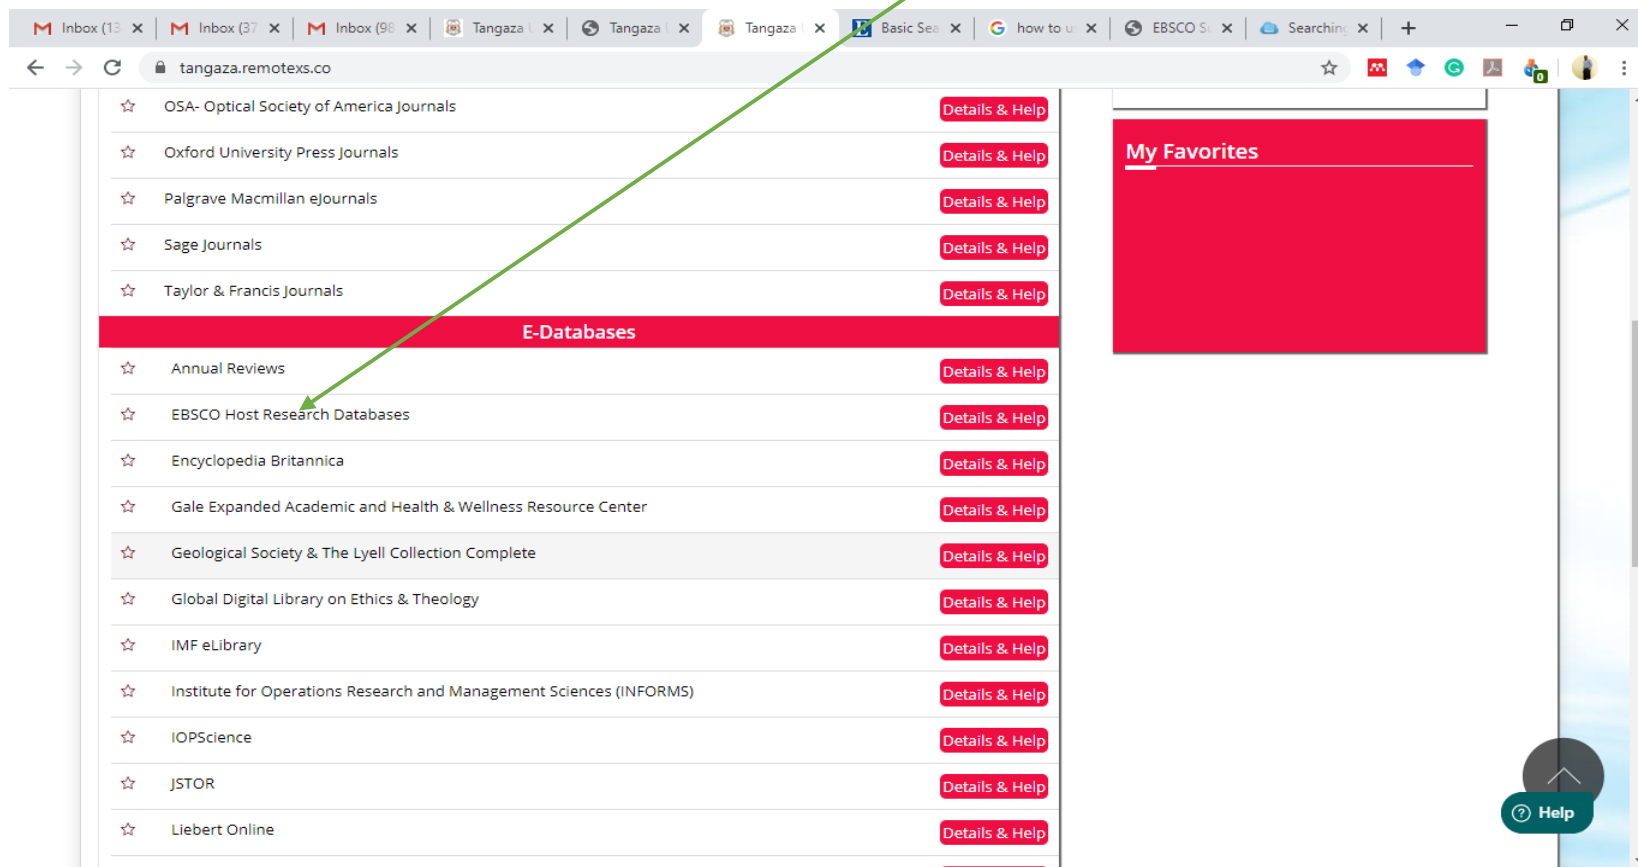 Inbox (13
Inbox (37
Inbox (98
Tangaza
Tangaza
Tangaza
Basic Sea
how to u
EBSCO S
Searching
tangaza.remotexs.co
0
OSA- Optical Society of America Journals
Details & Help
Oxford University Press Journals
Details & Help
Palgrave Macmillan eJournals
Details & Help
Sage Journals
Details & Help
Taylor & Francis Journals
Details & Help
My Favorites
E-Databases
Annual Reviews
Details & Help
EBSCO Host Research Databases
Details & Help
Encyclopedia Britannica
Details & Help
Gale Expanded Academic and Health & Wellness Resource Center
Details & Help
Geological Society & The Lyell Collection Complete
Details & Help
Global Digital Library on Ethics & Theology
Details & Help
IMF eLibrary
Details & Help
Institute for Operations Research and Management Sciences (INFORMS)
Details & Help
IOPScience
Details & Help
JSTOR
Details & Help
Liebert Online
Details & Help
Help